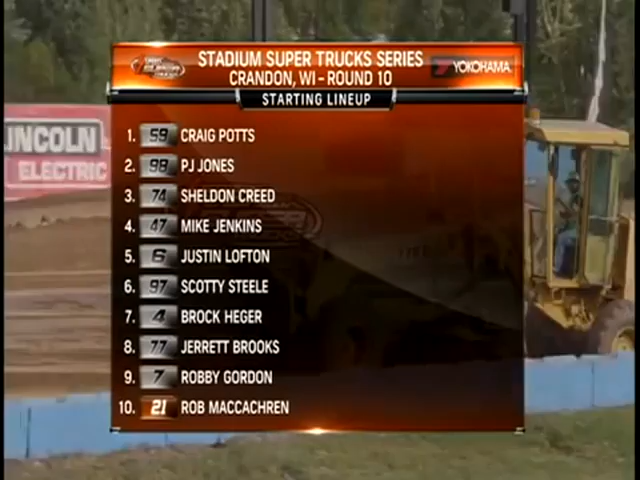 STADIUM SUPER TRUCKS SERIES
CRANDON, WI - ROUND 10
YOKOHAMA
STARTING LINEUP
LINCOLN
ELECTRIC
1. 59 CRAIG POTTS
2. 98 PJ JONES
3. 74 SHELDON CREED
4. 47 MIKE JENKINS
5. 6 JUSTIN LOFTON
6. 97 SCOTTY STEELE
7. 4 BROCK HEGER
8. 77 JERRETT BROOKS
9. 7 ROBBY GORDON
10. 21 ROB MACCACHREN